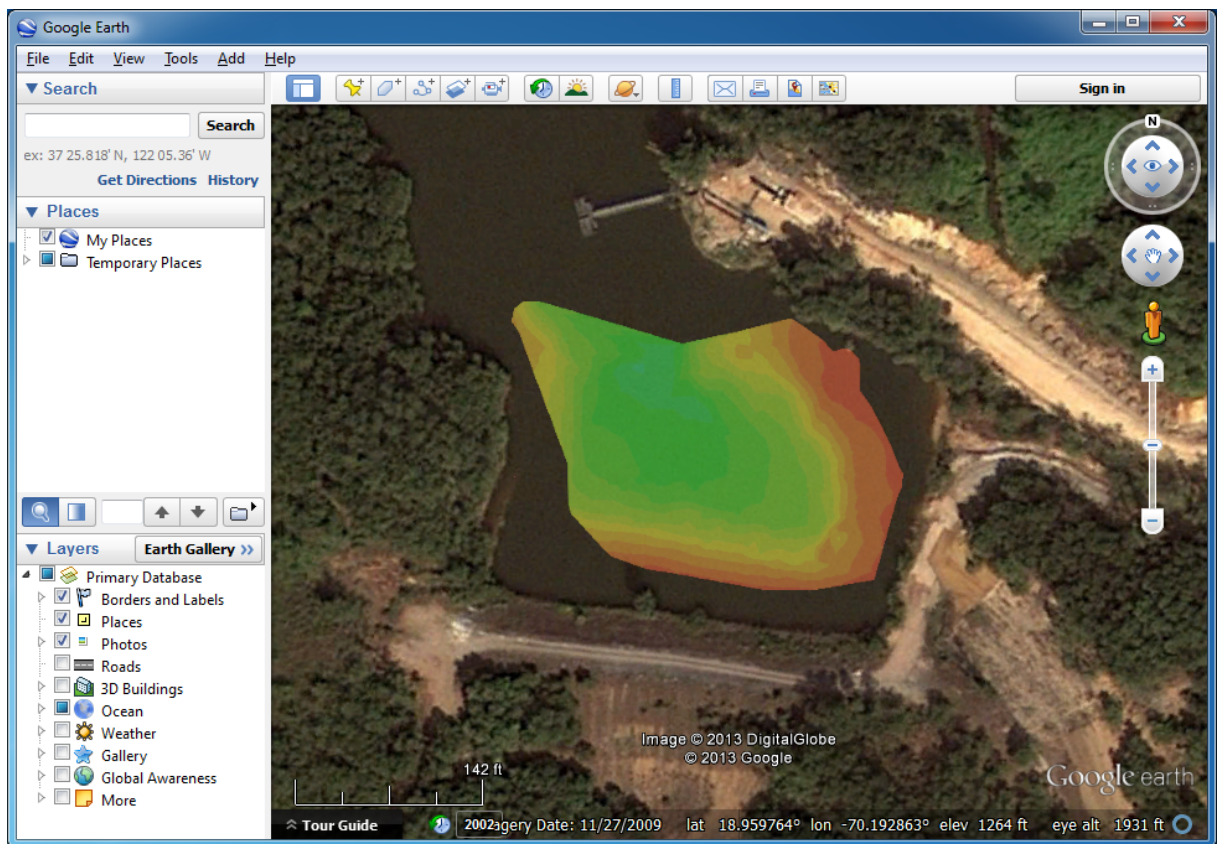 Google Earth
File Edit View Tools Add Help
Search
Sign in
Search
ex: 37 25.818' N, 122 05.36' W
Get Directions History
N
Places
My Places
Temporary Places
Layers
Earth Gallery >>
Primary Database
Borders and Labels
Places
Photos
Roads
3D Buildings
Ocean
Weather
Gallery
Global Awareness
More
Image © 2013 DigitalGlobe
© 2013 Google
142 ft
Google earth
Tour Guide
2002 agery Date: 11/27/2009 lat 18.959764° lon -70.192863° elev 1264 ft eye alt 1931 ft